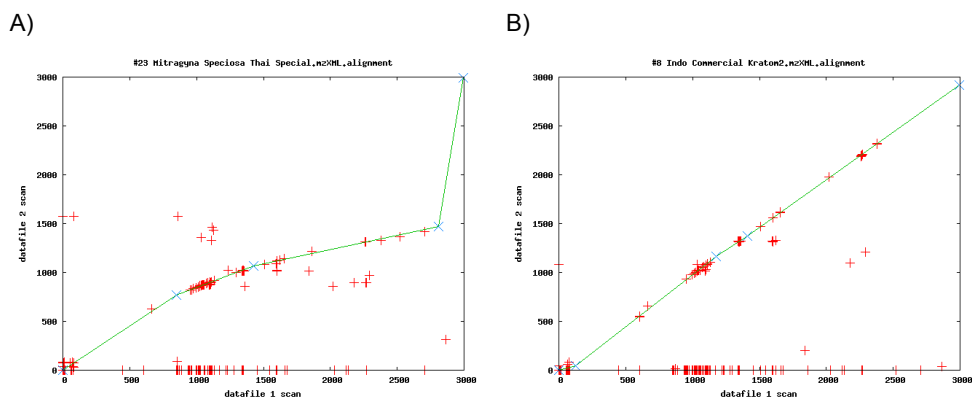 A)
B)
#23 Mitragyna Speciosa Thai Special.mzXML.alignment
3000
2500
2000
1500
1000
500
0
0 500 1000 1500 2000 2500 3000
datafile 2 scan
datafile 1 scan
#8 Indo Commercial Kratom2.mzXML.alignment
3000
2500
2000
1500
1000
500
0
0 500 1000 1500 2000 2500 3000
datafile 2 scan
datafile 1 scan